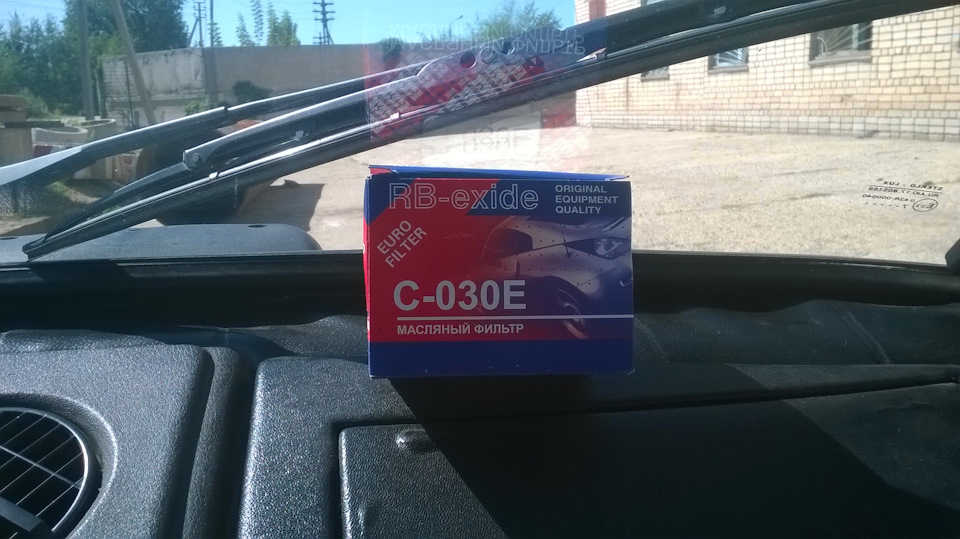 RB-exide
ORIGINAL
EQUIPMENT
QUALITY
EURO
FILTER
C-030E
МАСЛЯНЫЙ ФИЛЬТР